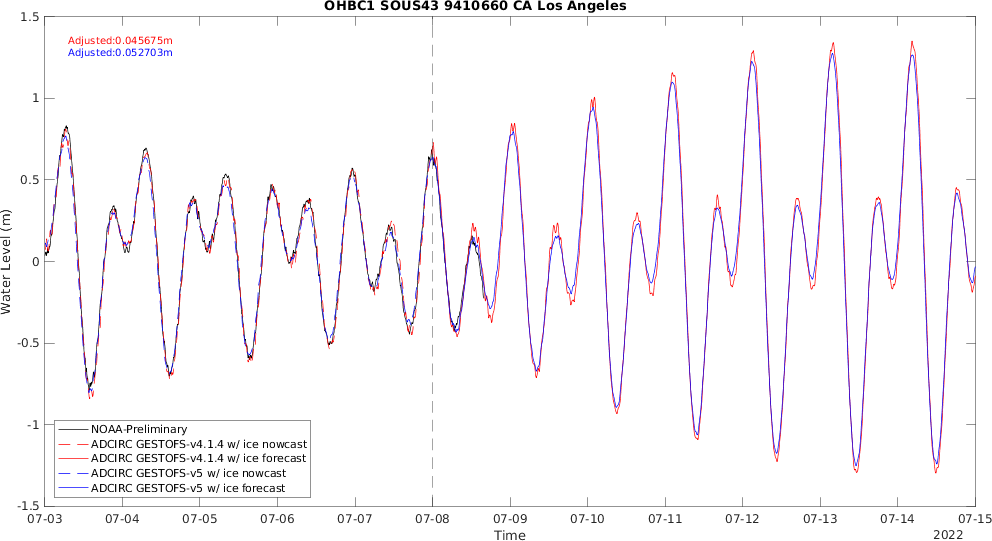 OHBC1 SOUS43 9410660 CA Los Angeles
Adjusted:0.045675m
Adjusted:0.052703m
1.5
1
0.5
0
-0.5
-1
-1.5
Water Level (m)
NOAA-Preliminary
ADCIRC GESTOFS-v4.1.4 w/ ice nowcast
ADCIRC GESTOFS-v4.1.4 w/ ice forecast
ADCIRC GESTOFS-v5 w/ ice nowcast
ADCIRC GESTOFS-v5 w/ ice forecast
07-03 07-04 07-05 07-06 07-07 07-08 07-09 07-10 07-11 07-12 07-13 07-14 07-15
Time
2022